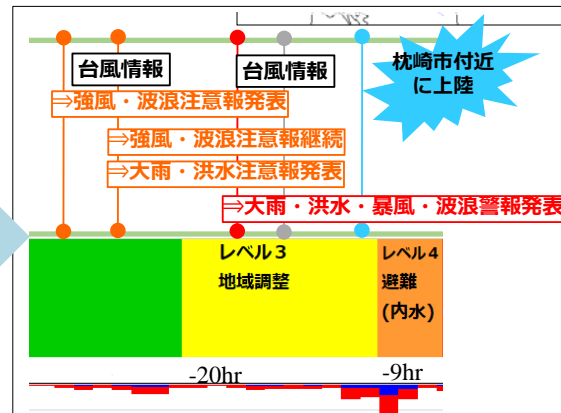 台風情報
台風情報
枕崎市付近
に上陸
⇒強風・波浪注意報発表
⇒強風・波浪注意報継続
⇒大雨・洪水注意報発表
⇒大雨・洪水・暴風・波浪警報発表
レベル3
地域調整
レベル4
避難
(内水)
-20hr
-9hr